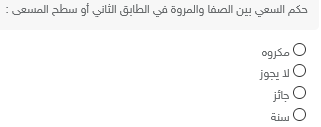 حكم السعي بين الصفا والمروة في الطابق الثاني أو سطح المسعى :
مكروه
لا يجوز
جائز
سنة